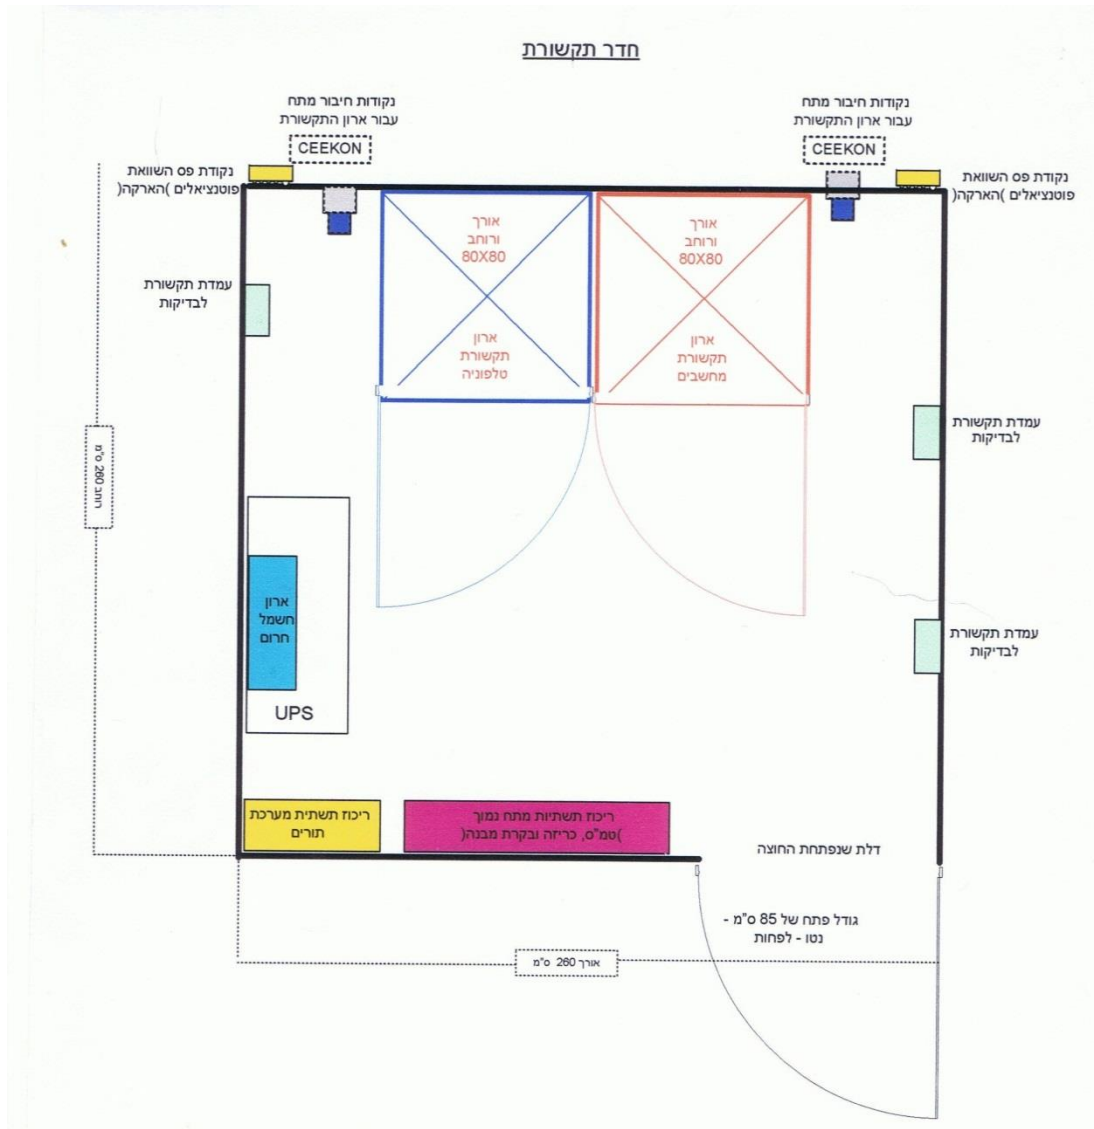 חדר תקשורת
נקודות חיבור מתח
עבור ארון התקשורת
CEEKON
נקודות חיבור מתח
עבור ארון התקשורת
CEEKON
נקודת פס השוואת
פוטנציאלים )הארקה(
נקודת פס השוואת
פוטנציאלים )הארקה(
אורך
ורוחב
80X80
ארון
תקשורת
מחשבים
אורך
ורוחב
80X80
ארון
תקשורת
טלפוניה
עמדת תקשורת
לבדיקות
עמדת תקשורת
לבדיקות
עמדת תקשורת
לבדיקות
רוחב 260 ס"מ
ארון
חשמל
חרום
UPS
ריכוז תשתיות מתח נמוך
)טמ"ס, כריזה ובקרת מבנה(
ריכוז תשתית מערכת
תורים
דלת שנפתחת החוצה
גודל פתח של 85 ס"מ -
נטו - לפחות
אורך 260 ס"מ